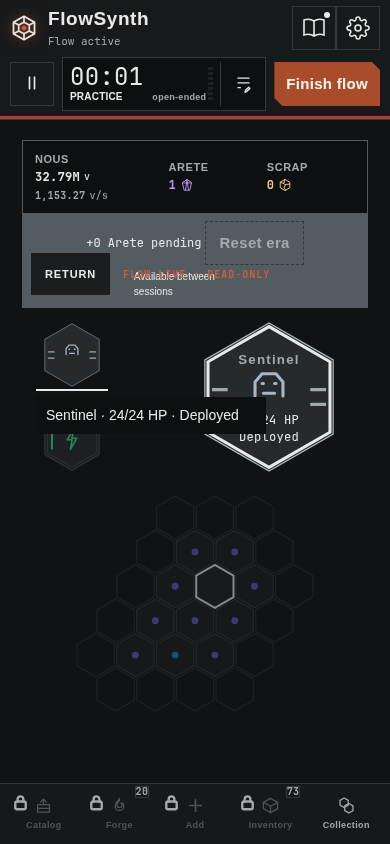 FlowSynth
Flow active
00:01
PRACTICE
open-ended
Finish flow
NOUS
32.79M ν
1,153.27 ν/s
ARETE
1
SCRAP
0
+0 Arete pending
Reset era
Available between
sessions
RETURN
FLOW LIVE · READ-ONLY
Sentinel
Sentinel · 24/24 HP · Deployed
24 HP
Deployed
Catalog
20
Forge
Add
73
Inventory
Collection